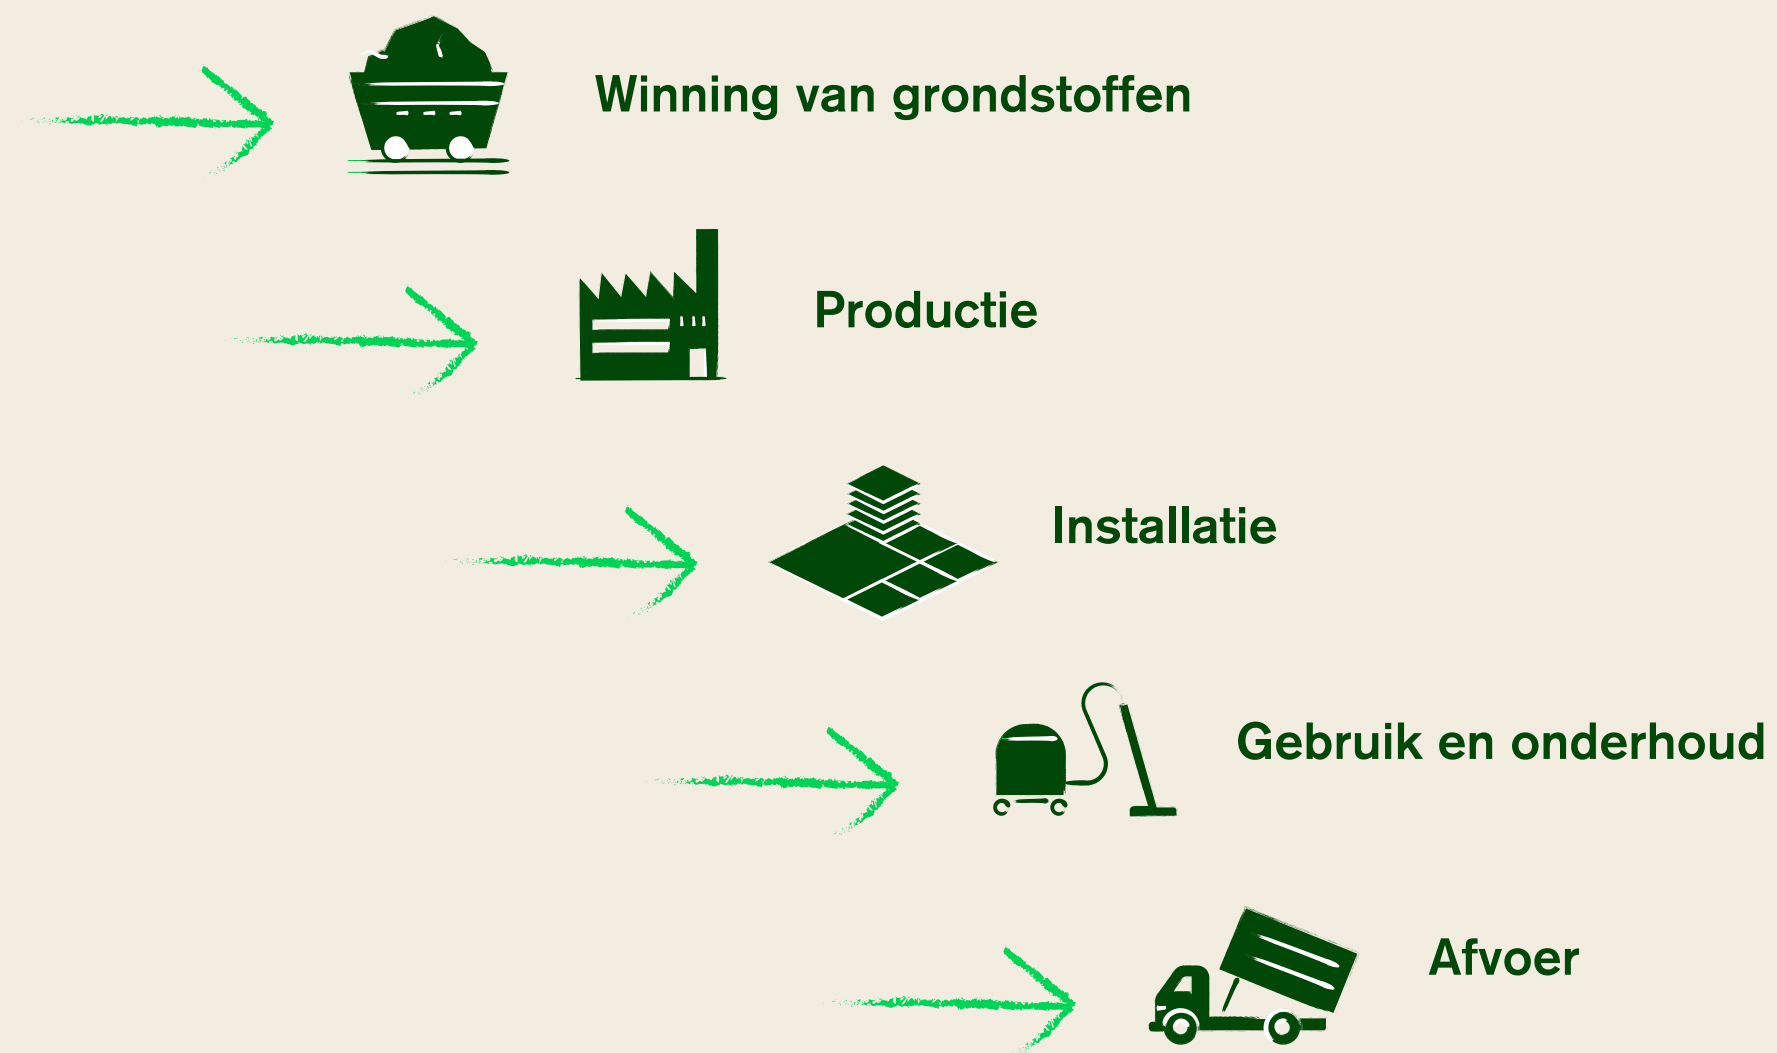 Winning van grondstoffen
Productie
Installatie
Gebruik en onderhoud
Afvoer